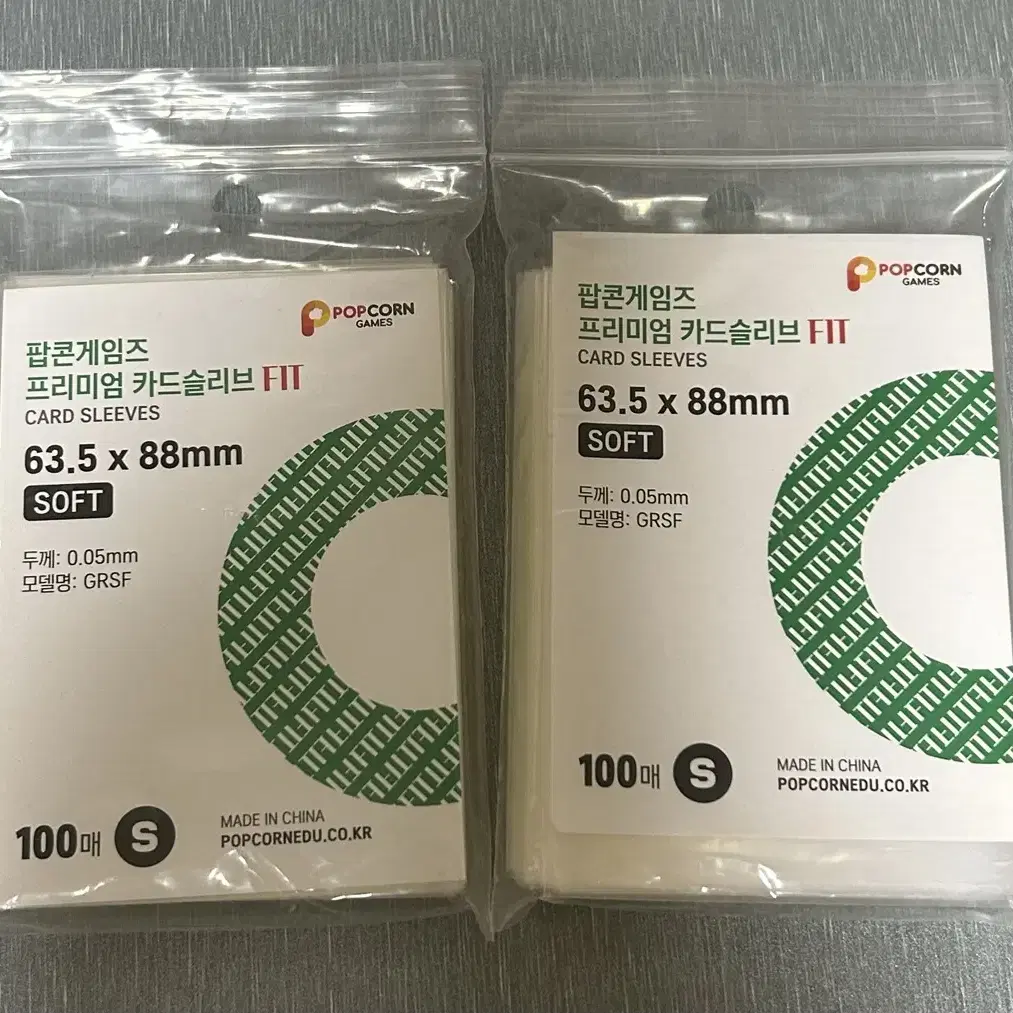 POPCORN
GAMES
팝콘게임즈
프리미엄 카드슬리브 FIT
CARD SLEEVES
63.5 x 88mm
SOFT
두께: 0.05mm
모델명: GRSF
100매 S
MADE IN CHINA
POPCORNEDU.CO.KR
POPCORN
GAMES
팝콘게임즈
프리미엄 카드슬리브 FIT
CARD SLEEVES
63.5 x 88mm
SOFT
두께: 0.05mm
모델명: GRSF
100매 S
MADE IN CHINA
POPCORNEDU.CO.KR